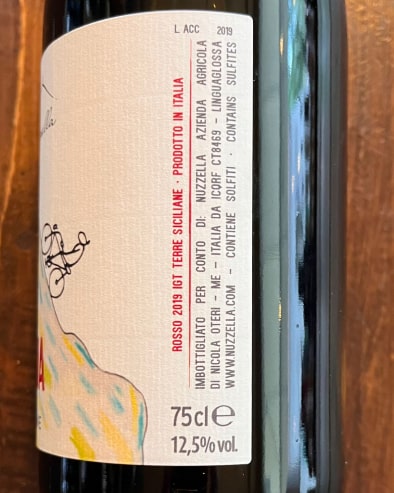 L ACC 2019
ROSSO 2019 IGT TERRE SICILIANE · PRODOTTO IN ITALIA
IMBOTTIGLIATO PER CONTO DI: NUZZELLA AZIENDA AGRICOLA
DI NICOLA OTERI – ME – ITALIA DA ICQRF CT8469 – LINGUAGLOSSA
WWW.NUZZELLA.COM – CONTIENE SOLFITI · CONTAINS SULFITES
75cl e
12,5% vol.